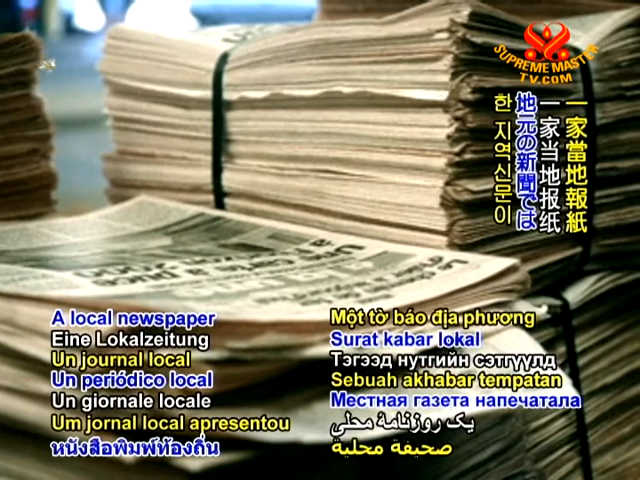 SUPREME MASTER
TV.COM
一家當地報紙
一家当地报纸
地元の新聞では
한 지역신문이
A local newspaper
Eine Lokalzeitung
Un journal local
Un periódico local
Un giornale locale
Um jornal local apresentou
หนังสือพิมพ์ท้องถิ่น
Một tờ báo địa phương
Surat kabar lokal
Тэгээд нутгийн сэтгүүлд
Sebuah akhabar tempatan
Местная газета напечатала
یک روزنامۀ محلی
صحيفة محلية